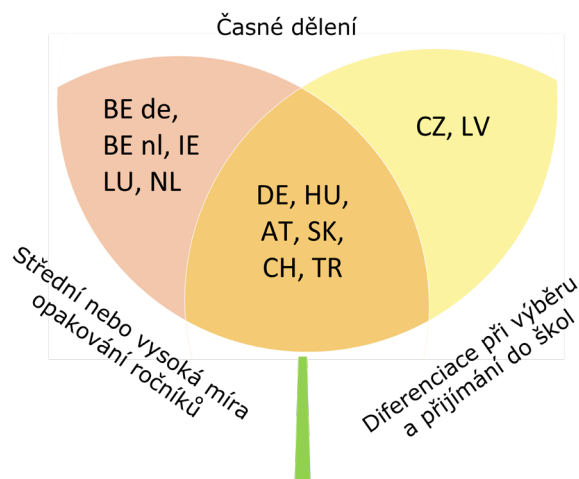 Časné dělení
BE de,
BE nl, IE
LU, NL
CZ, LV
DE, HU,
AT, SK,
CH, TR
Střední nebo vysoká míra
opakování ročníků
Diferenciace při výběru
a přijímání do škol